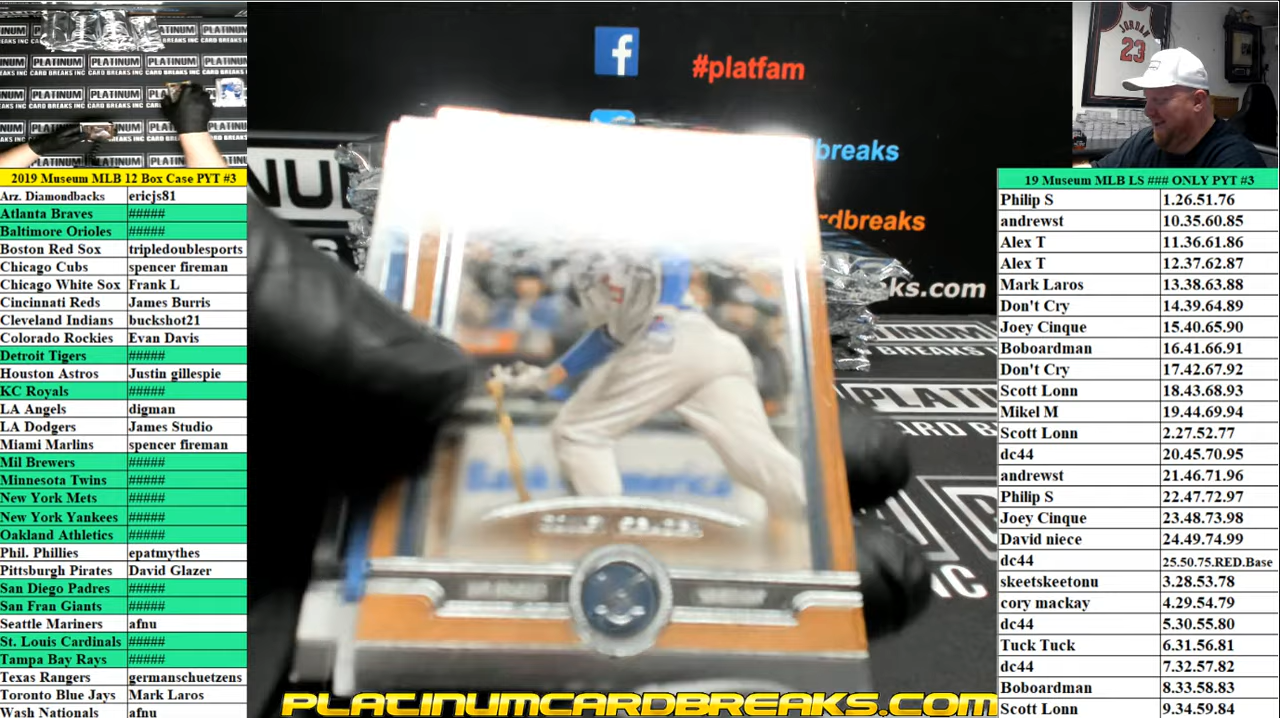 2019 Museum MLB 12 Box Case PYT #3
Arz. Diamondbacks ericjs81
Atlanta Braves #####
Baltimore Orioles #####
Boston Red Sox tripledoublesports
Chicago Cubs spencer fireman
Chicago White Sox Frank L
Cincinnati Reds James Burris
Cleveland Indians buckshot21
Colorado Rockies Evan Davis
Detroit Tigers #####
Houston Astros Justin gillespie
KC Royals #####
LA Angels digman
LA Dodgers James Studio
Miami Marlins spencer fireman
Mil Brewers #####
Minnesota Twins #####
New York Mets #####
New York Yankees #####
Oakland Athletics #####
Phil. Phillies epatmythes
Pittsburgh Pirates David Glazer
San Diego Padres #####
San Fran Giants #####
Seattle Mariners afnu
St. Louis Cardinals #####
Tampa Bay Rays #####
Texas Rangers germanschuetzens
Toronto Blue Jays Mark Laros
Wash Nationals afnu
#platfam
breaks
rdbreaks
ks.com
PLATINUMCARDBREAKS.COM
JORDAN
23
19 Museum MLB LS ### ONLY PYT #3
Philip S 1.26.51.76
andrewst 10.35.60.85
Alex T 11.36.61.86
Alex T 12.37.62.87
Mark Laros 13.38.63.88
Don't Cry 14.39.64.89
Joey Cinque 15.40.65.90
Boboardman 16.41.66.91
Don't Cry 17.42.67.92
Scott Lonn 18.43.68.93
Mikel M 19.44.69.94
Scott Lonn 2.27.52.77
dc44 20.45.70.95
andrewst 21.46.71.96
Philip S 22.47.72.97
Joey Cinque 23.48.73.98
David niece 24.49.74.99
dc44 25.50.75.RED.Base
skeetskeetonu 3.28.53.78
cory mackay 4.29.54.79
dc44 5.30.55.80
Tuck Tuck 6.31.56.81
dc44 7.32.57.82
Boboardman 8.33.58.83
Scott Lonn 9.34.59.84